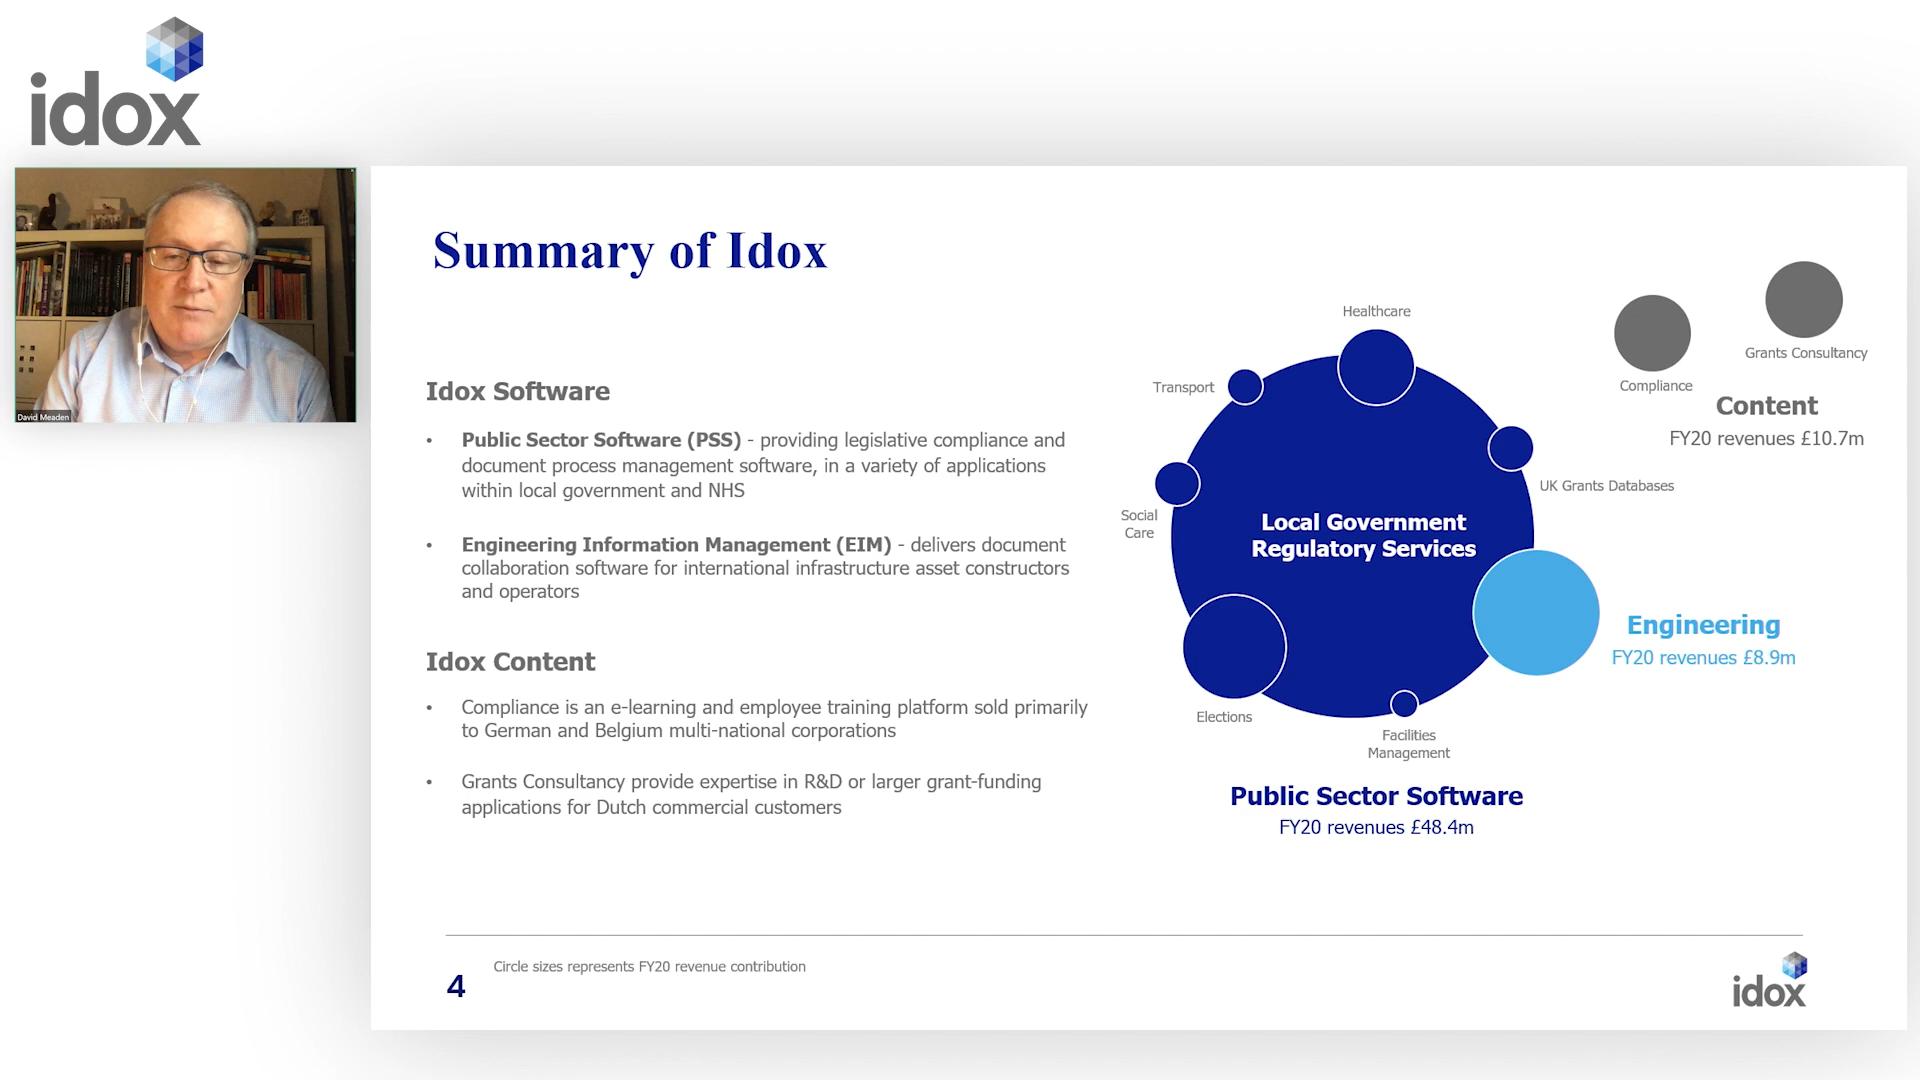 idox
David Meaden
Summary of Idox
Idox Software
• Public Sector Software (PSS) - providing legislative compliance and
document process management software, in a variety of applications
within local government and NHS
• Engineering Information Management (EIM) - delivers document
collaboration software for international infrastructure asset constructors
and operators
Idox Content
• Compliance is an e-learning and employee training platform sold primarily
to German and Belgium multi-national corporations
• Grants Consultancy provide expertise in R&D or larger grant-funding
applications for Dutch commercial customers
Healthcare
Transport
Social
Care
Local Government
Regulatory Services
UK Grants Databases
Elections
Facilities
Management
Public Sector Software
FY20 revenues £48.4m
Compliance
Grants Consultancy
Content
FY20 revenues £10.7m
Engineering
FY20 revenues £8.9m
4
Circle sizes represents FY20 revenue contribution
idox